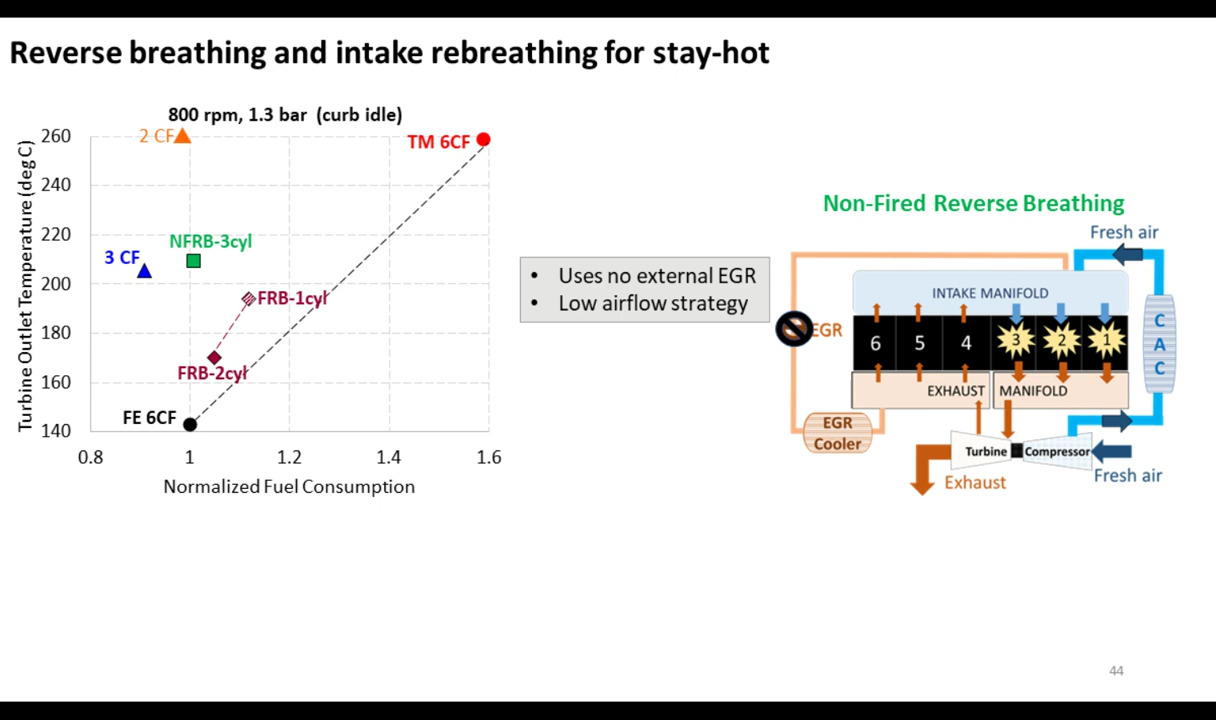 Reverse breathing and intake rebreathing for stay-hot
800 rpm, 1.3 bar (curb idle)
Turbine Outlet Temperature (deg C)
260
240
220
200
180
160
140
0.8
1
1.2
1.4
1.6
Normalized Fuel Consumption
2 CF
TM 6CF
NFRB-3cyl
3 CF
FRB-1cyl
FRB-2cyl
FE 6CF
• Uses no external EGR
• Low airflow strategy
Non-Fired Reverse Breathing
Fresh air
INTAKE MANIFOLD
EGR
6 5 4 3 2 1
C
A
C
EXHAUST MANIFOLD
EGR
Cooler
Turbine Compressor
Exhaust
Fresh air
44